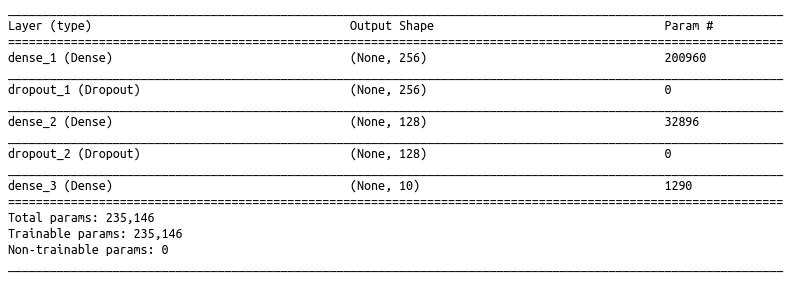 Layer (type) Output Shape Param #
dense_1 (Dense) (None, 256) 200960
dropout_1 (Dropout) (None, 256) 0
dense_2 (Dense) (None, 128) 32896
dropout_2 (Dropout) (None, 128) 0
dense_3 (Dense) (None, 10) 1290
Total params: 235,146
Trainable params: 235,146
Non-trainable params: 0